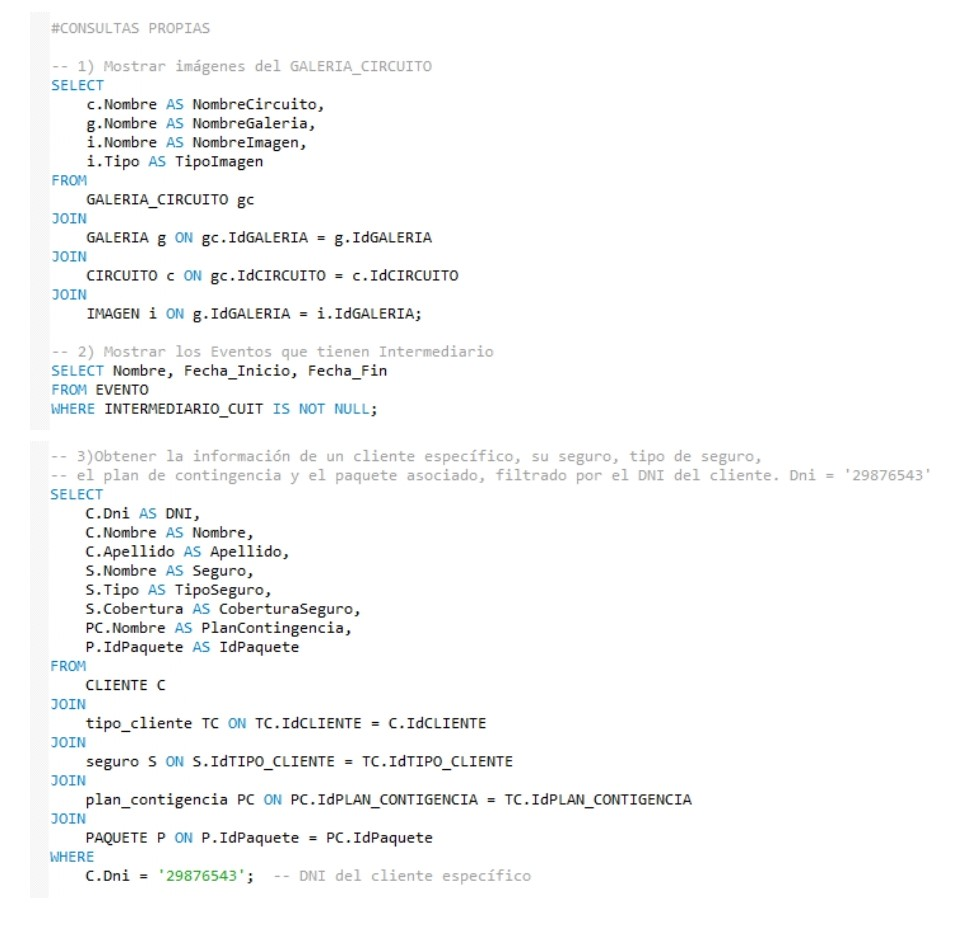 #CONSULTAS PROPIAS
-- 1) Mostrar imágenes del GALERIA_CIRCUITO
SELECT
    c.Nombre AS NombreCircuito,
    g.Nombre AS NombreGaleria,
    i.Nombre AS NombreImagen,
    i.Tipo AS TipoImagen
FROM
    GALERIA_CIRCUITO gc
JOIN
    GALERIA g ON gc.IdGALERIA = g.IdGALERIA
JOIN
    CIRCUITO c ON gc.IdCIRCUITO = c.IdCIRCUITO
JOIN
    IMAGEN i ON g.IdGALERIA = i.IdGALERIA;
-- 2) Mostrar los Eventos que tienen Intermediario
SELECT Nombre, Fecha_Inicio, Fecha_Fin
FROM EVENTO
WHERE INTERMEDIARIO_CUIT IS NOT NULL;
-- 3)Obtener la información de un cliente específico, su seguro, tipo de seguro,
-- el plan de contingencia y el paquete asociado, filtrado por el DNI del cliente. Dni = '29876543'
SELECT
    C.Dni AS DNI,
    C.Nombre AS Nombre,
    C.Apellido AS Apellido,
    S.Nombre AS Seguro,
    S.Tipo AS TipoSeguro,
    S.Cobertura AS CoberturaSeguro,
    PC.Nombre AS PlanContingencia,
    P.IdPaquete AS IdPaquete
FROM
    CLIENTE C
JOIN
    tipo_cliente TC ON TC.IdCLIENTE = C.IdCLIENTE
JOIN
    seguro S ON S.IdTIPO_CLIENTE = TC.IdTIPO_CLIENTE
JOIN
    plan_contigencia PC ON PC.IdPLAN_CONTIGENCIA = TC.IdPLAN_CONTIGENCIA
JOIN
    PAQUETE P ON P.IdPaquete = PC.IdPaquete
WHERE
    C.Dni = '29876543';  -- DNI del cliente específico